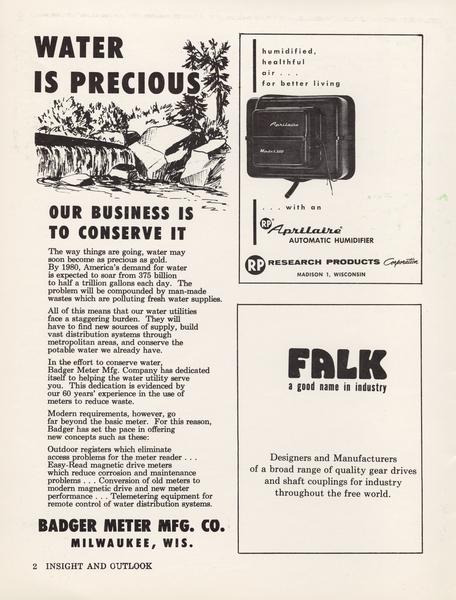 WATER
IS PRECIOUS
OUR BUSINESS IS
TO CONSERVE IT
The way things are going, water may
soon become as precious as gold.
By 1980, America's demand for water
is expected to soar from 375 billion
to half a trillion gallons each day. The
problem will be compounded by man-made
wastes which are polluting fresh water supplies.
All of this means that our water utilities
face a staggering burden. They will
have to find new sources of supply, build
vast distribution systems through
metropolitan areas, and conserve the
potable water we already have.
In the effort to conserve water,
Badger Meter Mfg. Company has dedicated
itself to helping the water utility serve
you. This dedication is evidenced by
our 60 years' experience in the use of
meters to reduce waste.
Modern requirements, however, go
far beyond the basic meter. For this reason,
Badger has set the pace in offering
new concepts such as these:
Outdoor registers which eliminate
access problems for the meter reader . . .
Easy-Read magnetic drive meters
which reduce corrosion and maintenance
problems . . . Conversion of old meters to
modern magnetic drive and new meter
performance . . . Telemetering equipment for
remote control of water distribution systems.
BADGER METER MFG. CO.
MILWAUKEE, WIS.
2 INSIGHT AND OUTLOOK
humidified,
healthful
air . . .
for better living
Aprilaire
. . . with an
RP Aprilaire
AUTOMATIC HUMIDIFIER
RP RESEARCH PRODUCTS Corporation
MADISON 1, WISCONSIN
FALK
a good name in industry
Designers and Manufacturers
of a broad range of quality gear drives
and shaft couplings for industry
throughout the free world.